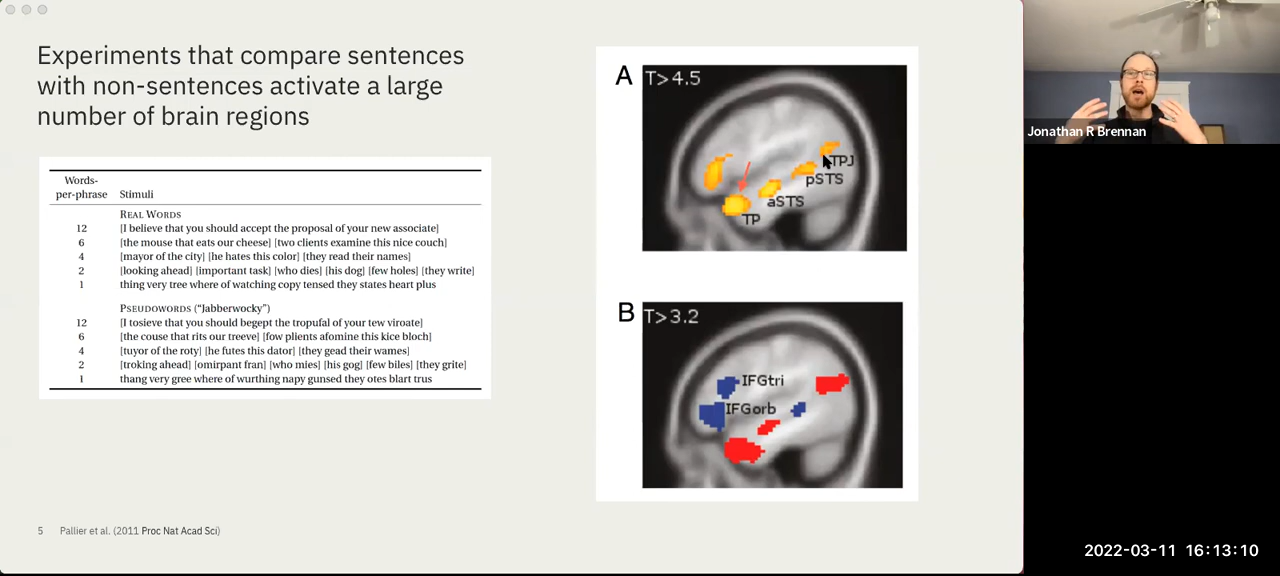 Experiments that compare sentences
with non-sentences activate a large
number of brain regions
Words-
per-phrase Stimuli
REAL WORDS
12 [I believe that you should accept the proposal of your new associate]
6 [the mouse that eats our cheese] [two clients examine this nice couch]
4 [mayor of the city] [he hates this color] [they read their names]
2 [looking ahead] [important task] [who dies] [his dog] [few holes] [they write]
1 thing very tree where of watching copy tensed they states heart plus
PSEUDOWORDS (“Jabberwocky”)
12 [I tosieve that you should begept the tropufal of your tew viroate]
6 [the couse that rits our treeve] [fow plients afomine this kice bloch]
4 [tuyor of the roty] [he futes this dator] [they gead their wames]
2 [troking ahead] [omirpant fran] [who mies] [his gog] [few biles] [they grite]
1 thang very gree where of wurthing napy gunsed they otes blart trus
5 Pallier et al. (2011 Proc Nat Acad Sci)
A
T>4.5
TPJ
pSTS
aSTS
TP
B
T>3.2
IFGtri
IFGorb
Jonathan R Brennan
2022-03-11 16:13:10